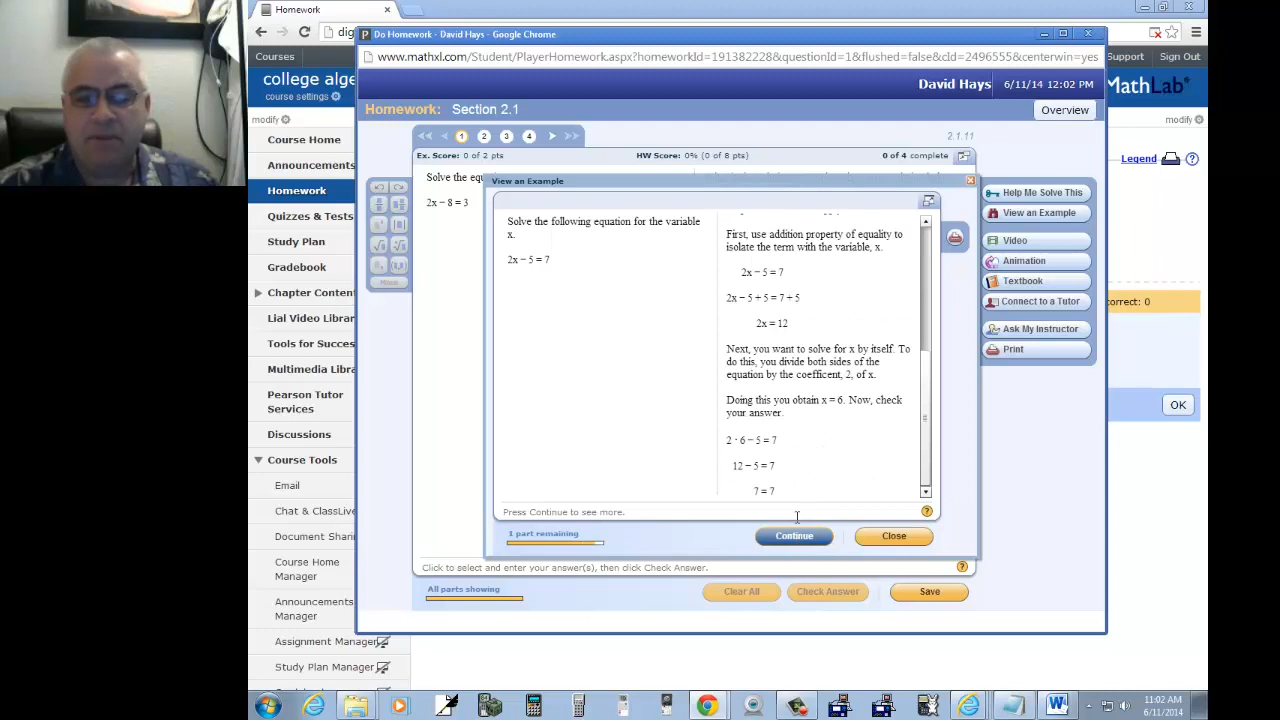 Homework
Do Homework - David Hays - Google Chrome
www.mathxl.com/Student/PlayerHomework.aspx?homeworkId=191382228&questionId=1&flushed=false&cId=2496555&centerwin=yes
Courses
Support
Sign Out
college alg
course settings
MathLab
modify
modify
David Hays
6/11/14 12:02 PM
Homework: Section 2.1
Overview
1 2 3 4
2.1.11
Ex. Score: 0 of 2 pts
HW Score: 0% (0 of 8 pts)
0 of 4 complete
Legend
Solve the equ
2x − 8 = 3
View an Example
Solve the following equation for the variable
x.
2x − 5 = 7
First, use addition property of equality to
isolate the term with the variable, x.
2x − 5 = 7
2x − 5 + 5 = 7 + 5
2x = 12
Next, you want to solve for x by itself. To
do this, you divide both sides of the
equation by the coefficent, 2, of x.
Doing this you obtain x = 6. Now, check
your answer.
2 · 6 − 5 = 7
12 − 5 = 7
7 = 7
Press Continue to see more.
1 part remaining
Continue
Close
Click to select and enter your answer(s), then click Check Answer.
All parts showing
Clear All
Check Answer
Save
More
Help Me Solve This
View an Example
Video
Animation
Textbook
Connect to a Tutor
Ask My Instructor
Print
orrect: 0
OK
Course Home
Announcements
Homework
Quizzes & Tests
Study Plan
Gradebook
Chapter Conten
Lial Video Librar
Tools for Succes
Multimedia Libra
Pearson Tutor
Services
Discussions
Course Tools
Email
Chat & ClassLive
Document Sharin
Course Home
Manager
Announcements
Manager
Assignment Manager
Study Plan Manager
11:02 AM
6/11/2014